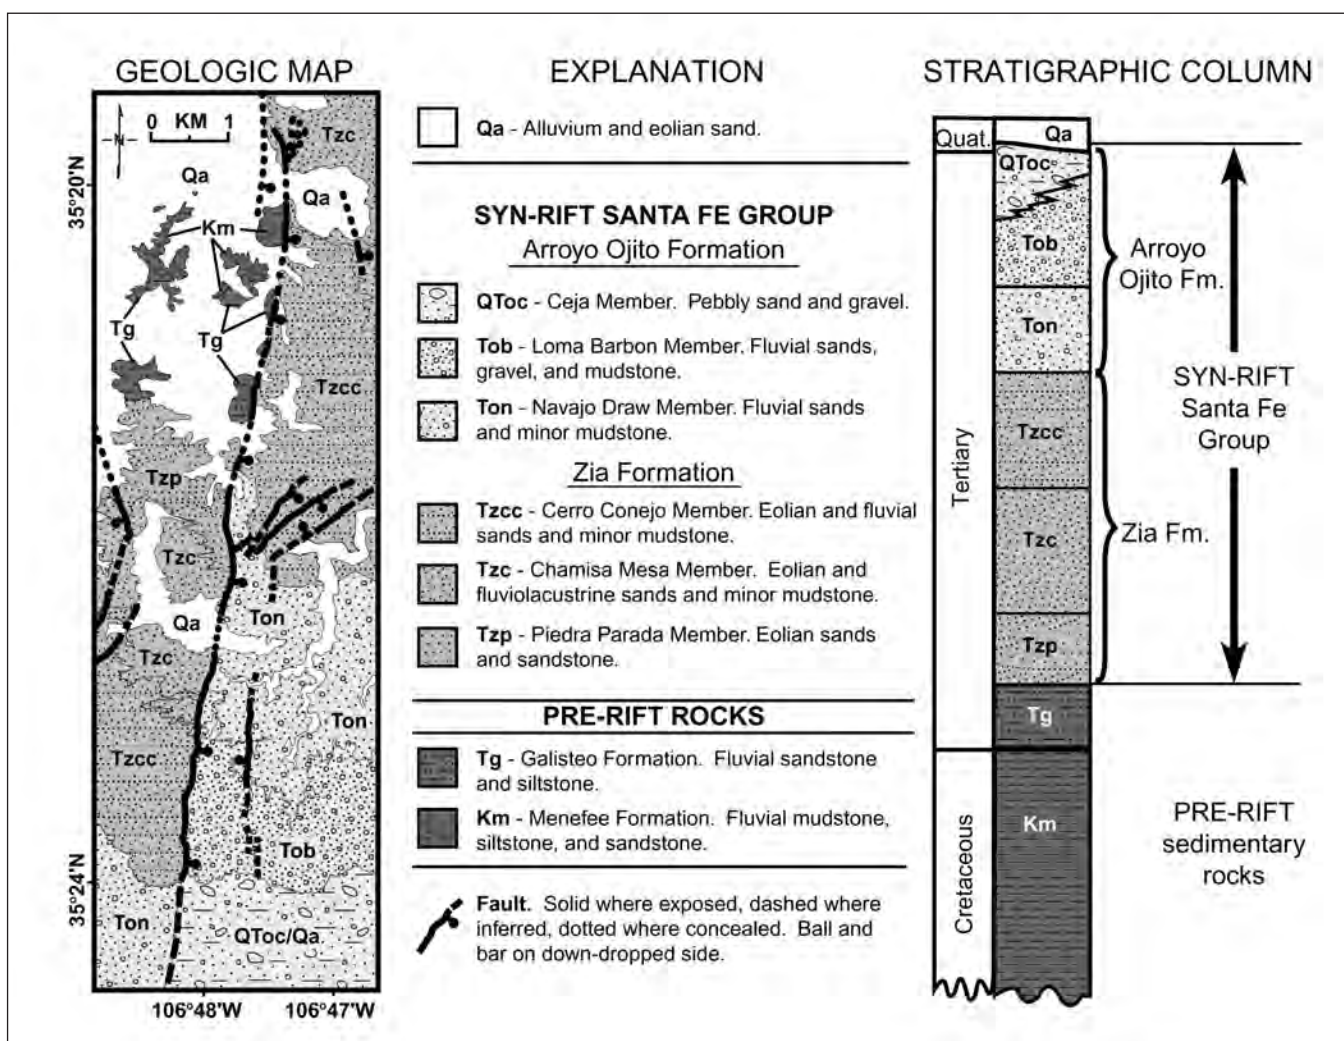 GEOLOGIC MAP
0 KM 1
N
Tzc
Qa
Qa
Km
Tg
Tg
Tzcc
Tzp
Tzc
Qa
Ton
Tzc
Ton
Tzcc
Tob
Ton
QToc/Qa
35°20'N
35°24'N
106°48'W
106°47'W
EXPLANATION
Qa - Alluvium and eolian sand.
SYN-RIFT SANTA FE GROUP
Arroyo Ojito Formation
QToc - Ceja Member. Pebbly sand and gravel.
Tob - Loma Barbon Member. Fluvial sands,
gravel, and mudstone.
Ton - Navajo Draw Member. Fluvial sands
and minor mudstone.
Zia Formation
Tzcc - Cerro Conejo Member. Eolian and fluvial
sands and minor mudstone.
Tzc - Chamisa Mesa Member. Eolian and
fluviolacustrine sands and minor mudstone.
Tzp - Piedra Parada Member. Eolian sands
and sandstone.
PRE-RIFT ROCKS
Tg - Galisteo Formation. Fluvial sandstone
and siltstone.
Km - Menefee Formation. Fluvial mudstone,
siltstone, and sandstone.
Fault. Solid where exposed, dashed where
inferred, dotted where concealed. Ball and
bar on down-dropped side.
STRATIGRAPHIC COLUMN
Quat.
Tertiary
Cretaceous
Qa
QToc
Tob
Ton
Tzcc
Tzc
Tzp
Tg
Km
Arroyo
Ojito Fm.
Zia Fm.
SYN-RIFT
Santa Fe
Group
PRE-RIFT
sedimentary
rocks